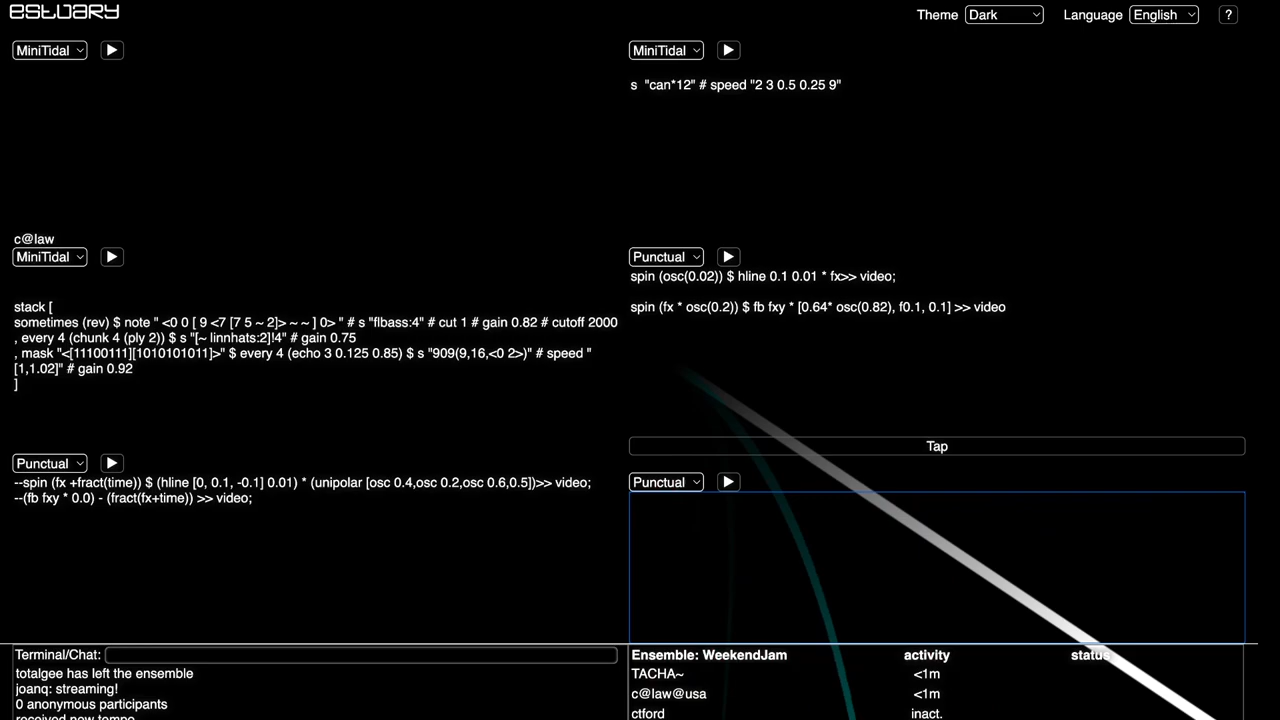 estuary
Theme Dark Language English ?
MiniTidal
MiniTidal
s "can*12" # speed "2 3 0.5 0.25 9"
c@law
MiniTidal
stack [
sometimes (rev) $ note " <0 0 [ 9 <7 [7 5 ~ 2]> ~ ~ ] 0> " # s "flbass:4" # cut 1 # gain 0.82 # cutoff 2000
, every 4 (chunk 4 (ply 2)) $ s "[~ linnhats:2]!4" # gain 0.75
, mask "<[11100111][1010101011]>" $ every 4 (echo 3 0.125 0.85) $ s "909(9,16,<0 2>)" # speed "
[1,1.02]" # gain 0.92
]
Punctual
spin (osc(0.02)) $ hline 0.1 0.01 * fx>> video;
spin (fx * osc(0.2)) $ fb fxy * [0.64* osc(0.82), f0.1, 0.1] >> video
Tap
Punctual
--spin (fx +fract(time)) $ (hline [0, 0.1, -0.1] 0.01) * (unipolar [osc 0.4,osc 0.2,osc 0.6,0.5])>> video;
--(fb fxy * 0.0) - (fract(fx+time)) >> video;
Punctual
Terminal/Chat:
totalgee has left the ensemble
joanq: streaming!
0 anonymous participants
received new tempo
Ensemble: WeekendJam activity status
TACHA~ <1m
c@law@usa <1m
ctford inact.